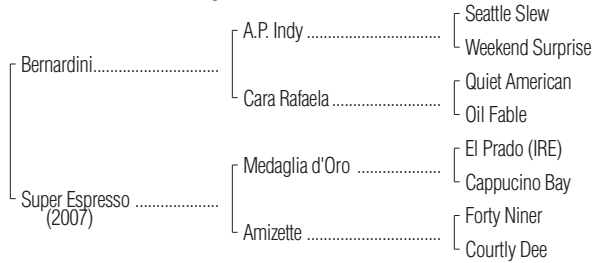 Seattle Slew
A.P. Indy ..............................
Weekend Surprise
Bernardini............................
Quiet American
Cara Rafaela ........................
Oil Fable
El Prado (IRE)
Medaglia d'Oro ..................
Cappucino Bay
Super Espresso ..................
(2007)
Forty Niner
Amizette ..............................
Courtly Dee